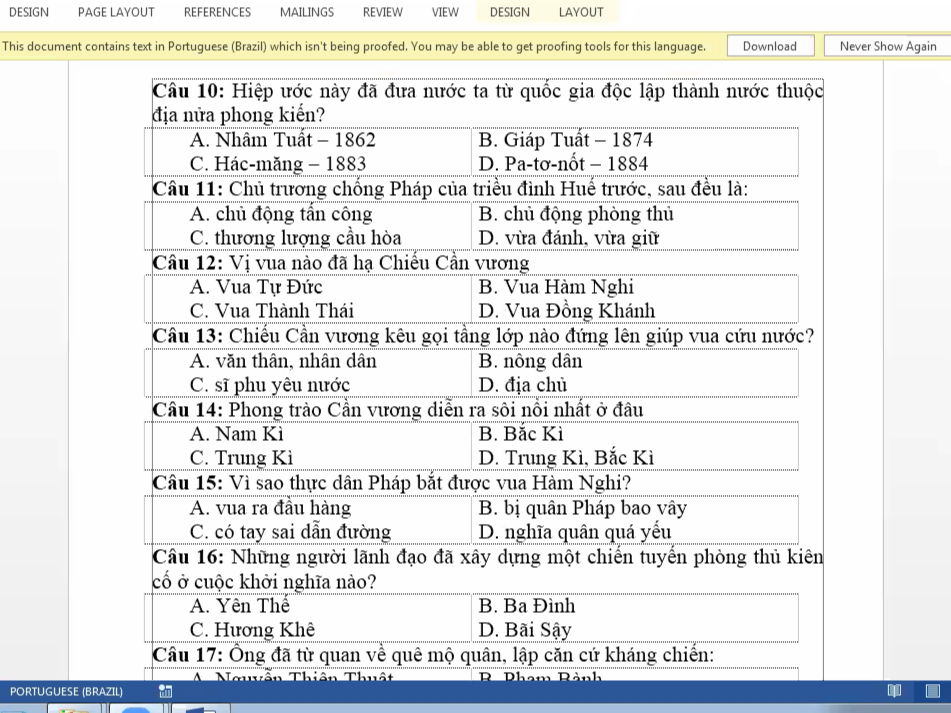 DESIGN PAGE LAYOUT REFERENCES MAILINGS REVIEW VIEW DESIGN LAYOUT
This document contains text in Portuguese (Brazil) which isn't being proofed. You may be able to get proofing tools for this language. Download Never Show Again
Câu 10: Hiệp ước này đã đưa nước ta từ quốc gia độc lập thành nước thuộc
địa nửa phong kiến?
A. Nhâm Tuất – 1862 B. Giáp Tuất – 1874
C. Hác-măng – 1883 D. Pa-tơ-nốt – 1884
Câu 11: Chủ trương chống Pháp của triều đình Huế trước, sau đều là:
A. chủ động tấn công B. chủ động phòng thủ
C. thương lượng cầu hòa D. vừa đánh, vừa giữ
Câu 12: Vị vua nào đã hạ Chiếu Cần vương
A. Vua Tự Đức B. Vua Hàm Nghi
C. Vua Thành Thái D. Vua Đồng Khánh
Câu 13: Chiếu Cần vương kêu gọi tầng lớp nào đứng lên giúp vua cứu nước?
A. văn thân, nhân dân B. nông dân
C. sĩ phu yêu nước D. địa chủ
Câu 14: Phong trào Cần vương diễn ra sôi nổi nhất ở đâu
A. Nam Kì B. Bắc Kì
C. Trung Kì D. Trung Kì, Bắc Kì
Câu 15: Vì sao thực dân Pháp bắt được vua Hàm Nghi?
A. vua ra đầu hàng B. bị quân Pháp bao vây
C. có tay sai dẫn đường D. nghĩa quân quá yếu
Câu 16: Những người lãnh đạo đã xây dựng một chiến tuyến phòng thủ kiên
cố ở cuộc khởi nghĩa nào?
A. Yên Thế B. Ba Đình
C. Hương Khê D. Bãi Sậy
Câu 17: Ông đã từ quan về quê mộ quân, lập căn cứ kháng chiến:
A. Nguyễn Thiện Thuật B. Phạm Bành
PORTUGUESE (BRAZIL)